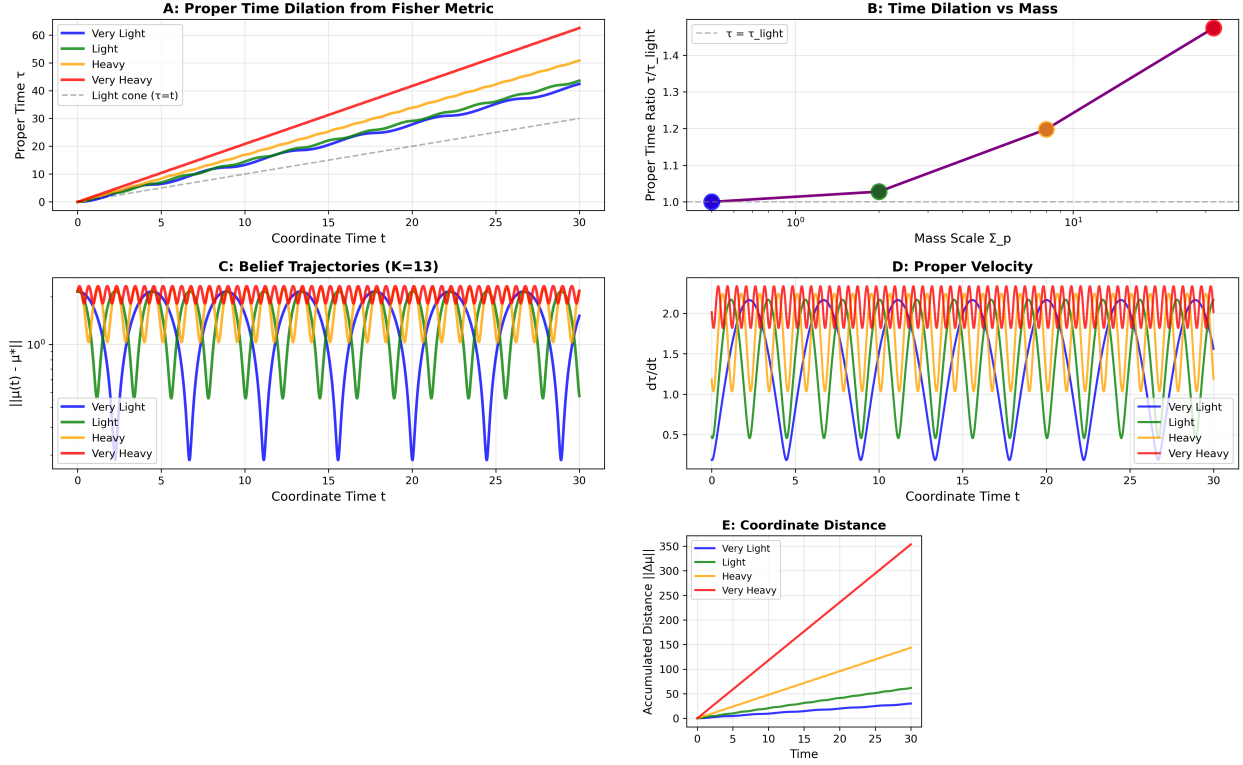 A: Proper Time Dilation from Fisher Metric
Proper Time τ
60
50
40
30
20
10
0
Very Light
Light
Heavy
Very Heavy
Light cone (τ=t)
0 5 10 15 20 25 30
Coordinate Time t
B: Time Dilation vs Mass
Proper Time Ratio τ/τ_light
1.4
1.3
1.2
1.1
1.0
τ = τ_light
10⁰ 10¹
Mass Scale Σ_p
C: Belief Trajectories (K=13)
||μ(t) - μ*||
10⁰
Very Light
Light
Heavy
Very Heavy
0 5 10 15 20 25 30
Coordinate Time t
D: Proper Velocity
dτ/dt
2.0
1.5
1.0
0.5
Very Light
Light
Heavy
Very Heavy
0 5 10 15 20 25 30
Coordinate Time t
E: Coordinate Distance
Accumulated Distance ||Δμ||
350
300
250
200
150
100
50
0
Very Light
Light
Heavy
Very Heavy
0 5 10 15 20 25 30
Time